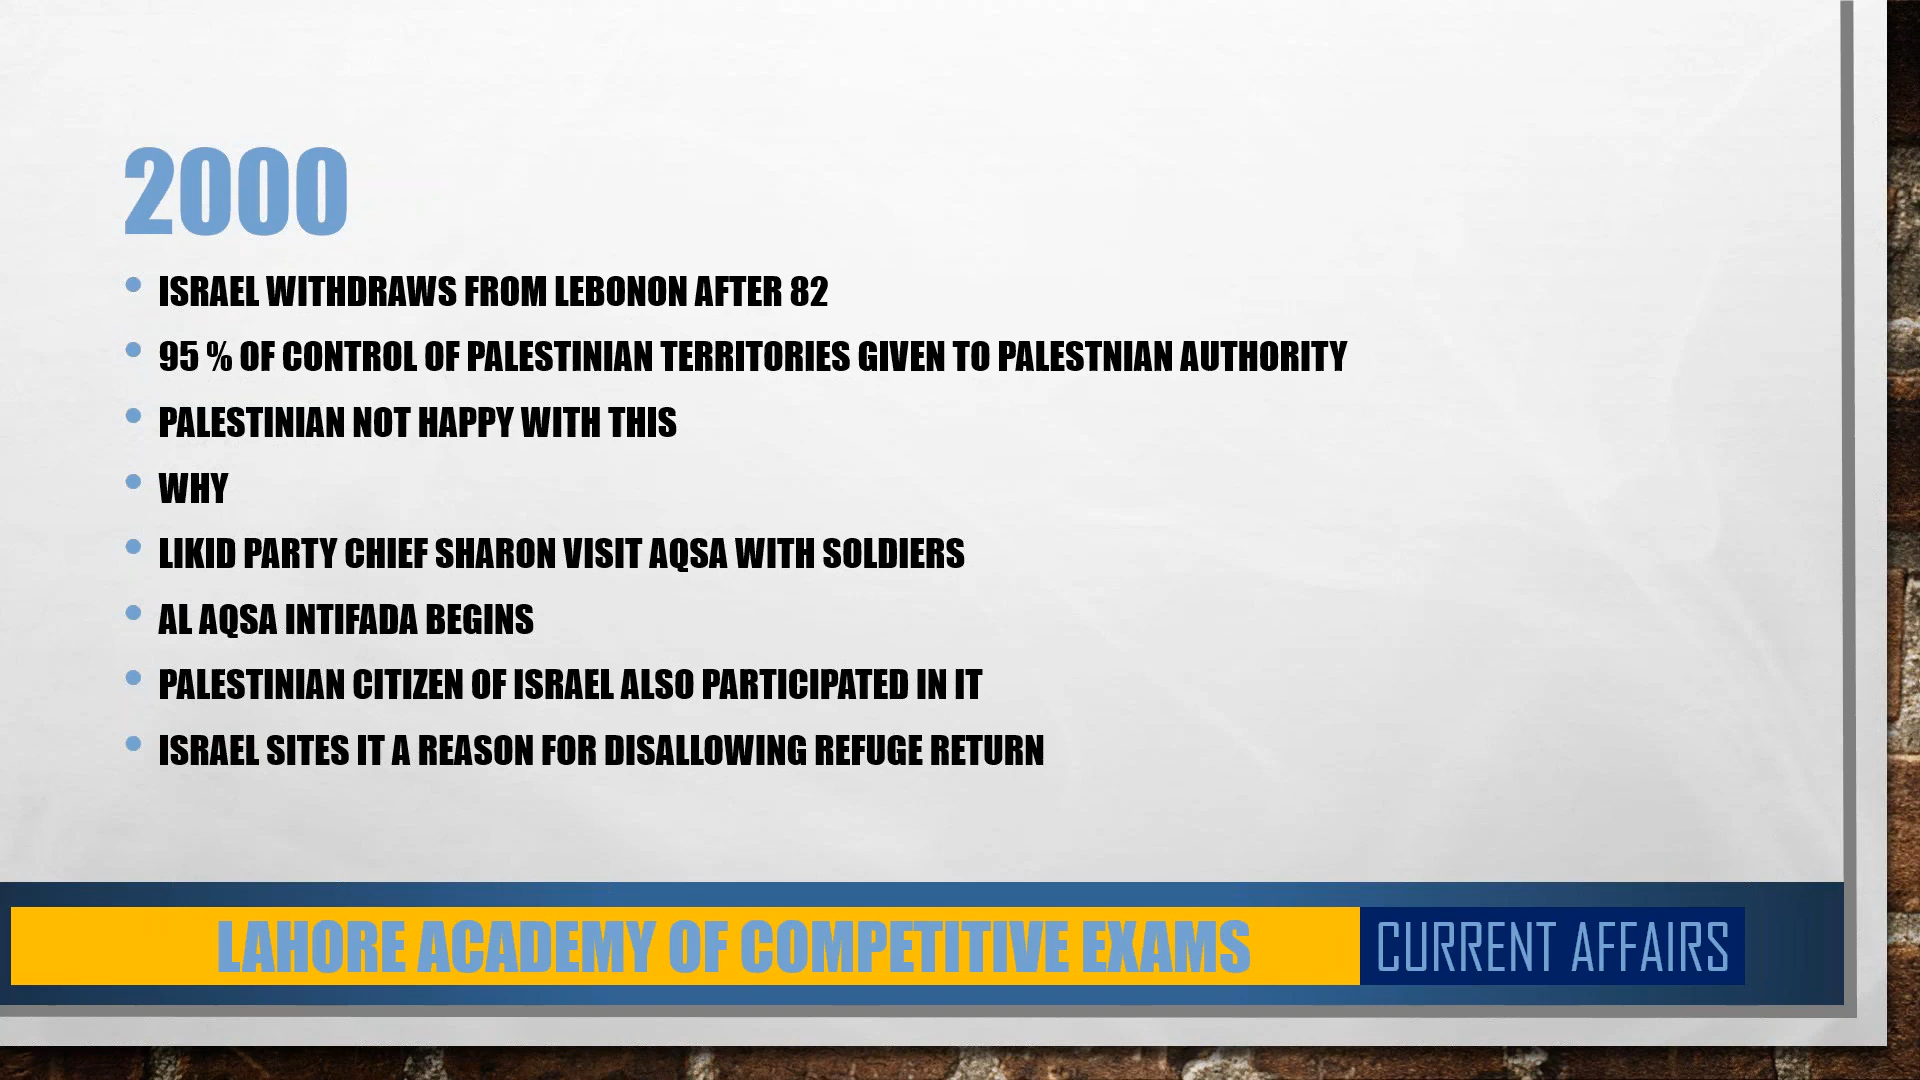 2000
ISRAEL WITHDRAWS FROM LEBONON AFTER 82
95 % OF CONTROL OF PALESTINIAN TERRITORIES GIVEN TO PALESTNIAN AUTHORITY
PALESTINIAN NOT HAPPY WITH THIS
WHY
LIKID PARTY CHIEF SHARON VISIT AQSA WITH SOLDIERS
AL AQSA INTIFADA BEGINS
PALESTINIAN CITIZEN OF ISRAEL ALSO PARTICIPATED IN IT
ISRAEL SITES IT A REASON FOR DISALLOWING REFUGE RETURN
LAHORE ACADEMY OF COMPETITIVE EXAMS
CURRENT AFFAIRS